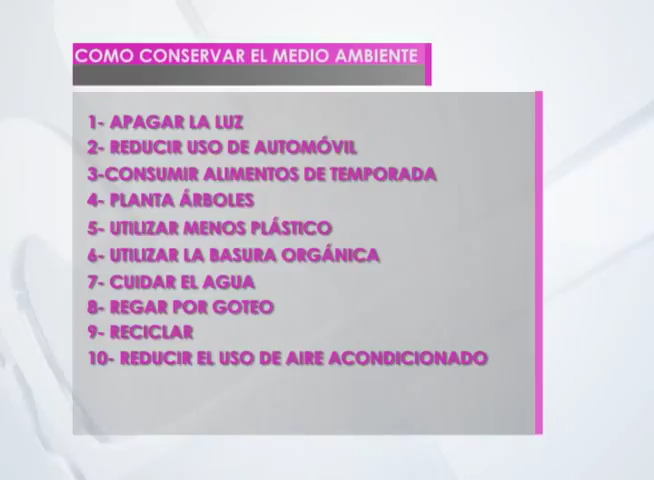 COMO CONSERVAR EL MEDIO AMBIENTE
1- APAGAR LA LUZ
2- REDUCIR USO DE AUTOMÓVIL
3-CONSUMIR ALIMENTOS DE TEMPORADA
4- PLANTA ÁRBOLES
5- UTILIZAR MENOS PLÁSTICO
6- UTILIZAR LA BASURA ORGÁNICA
7- CUIDAR EL AGUA
8- REGAR POR GOTEO
9- RECICLAR
10- REDUCIR EL USO DE AIRE ACONDICIONADO